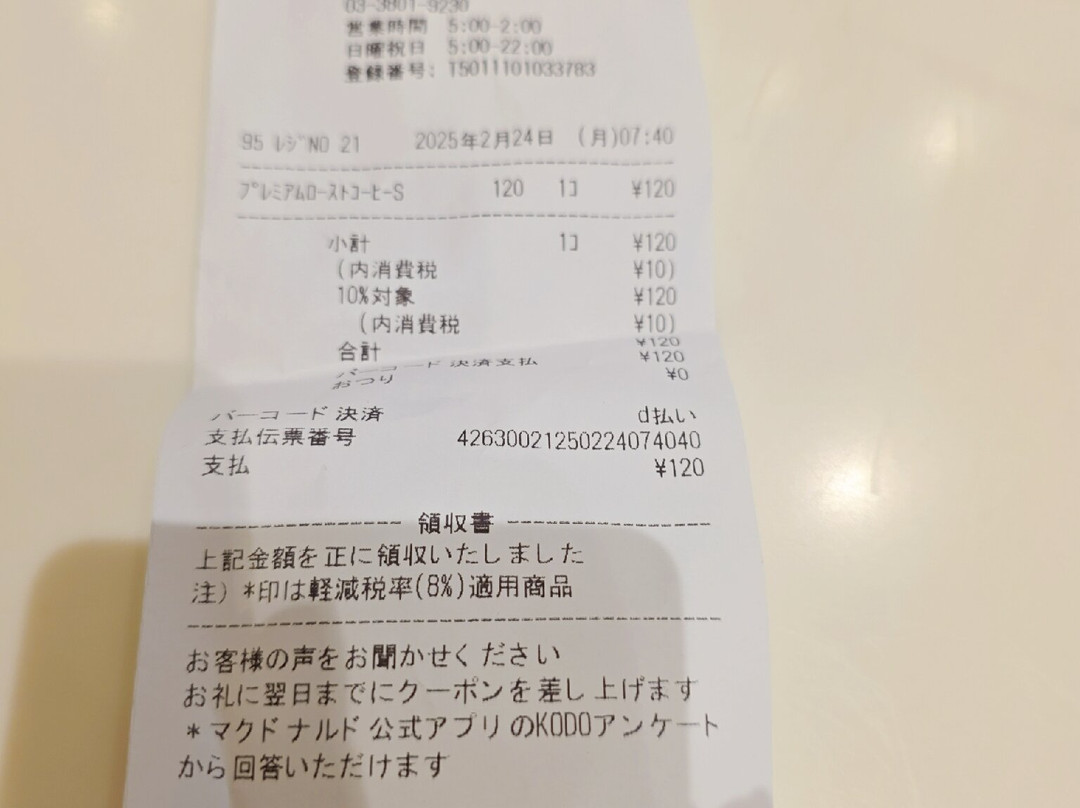 03-3801-9230
営業時間 5:00-2:00
日曜祝日 5:00-22:00
登録番号: T5011101033783
95 ﾚｼﾞNO 21 2025年2月24日 (月)07:40
ﾌﾟﾚﾐｱﾑﾛｰｽﾄｺｰﾋｰS 120 1ｺ ¥120
小計 1ｺ ¥120
(内消費税 ¥10)
10%対象 ¥120
(内消費税 ¥10)
合計 ¥120
バーコード決済支払 ¥120
おつり ¥0
バーコード決済 d払い
支払伝票番号 42630021250224074040
支払 ¥120
領収書
上記金額を正に領収いたしました
注) *印は軽減税率(8%)適用商品
お客様の声をお聞かせください
お礼に翌日までにクーポンを差し上げます
*マクドナルド公式アプリのKODOアンケート
から回答いただけます